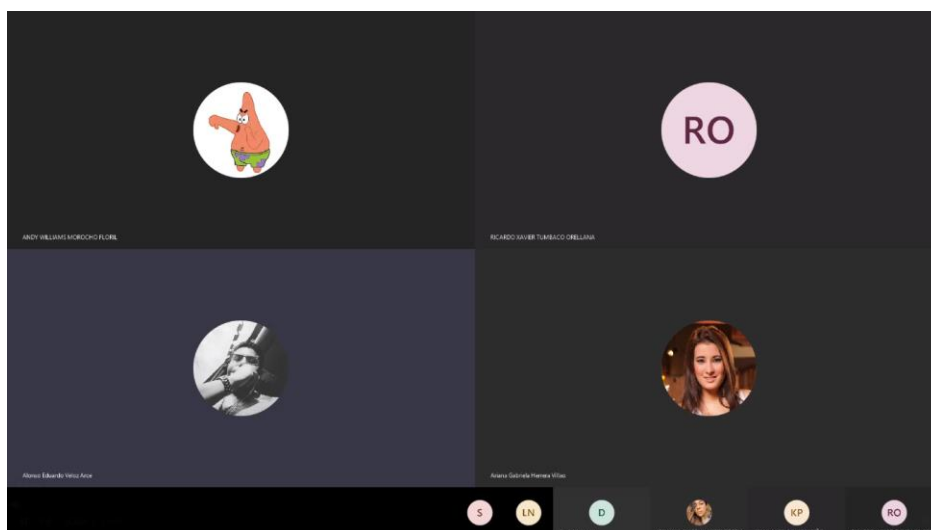 ANDY WILLIAMS MOROCHO FLORIL
RO
RICARDO XAVIER TUMBACO ORELLANA
Alonso Eduardo Veloz Arce
Ariana Gabriela Herrera Villao
S
LN
D
KP
RO